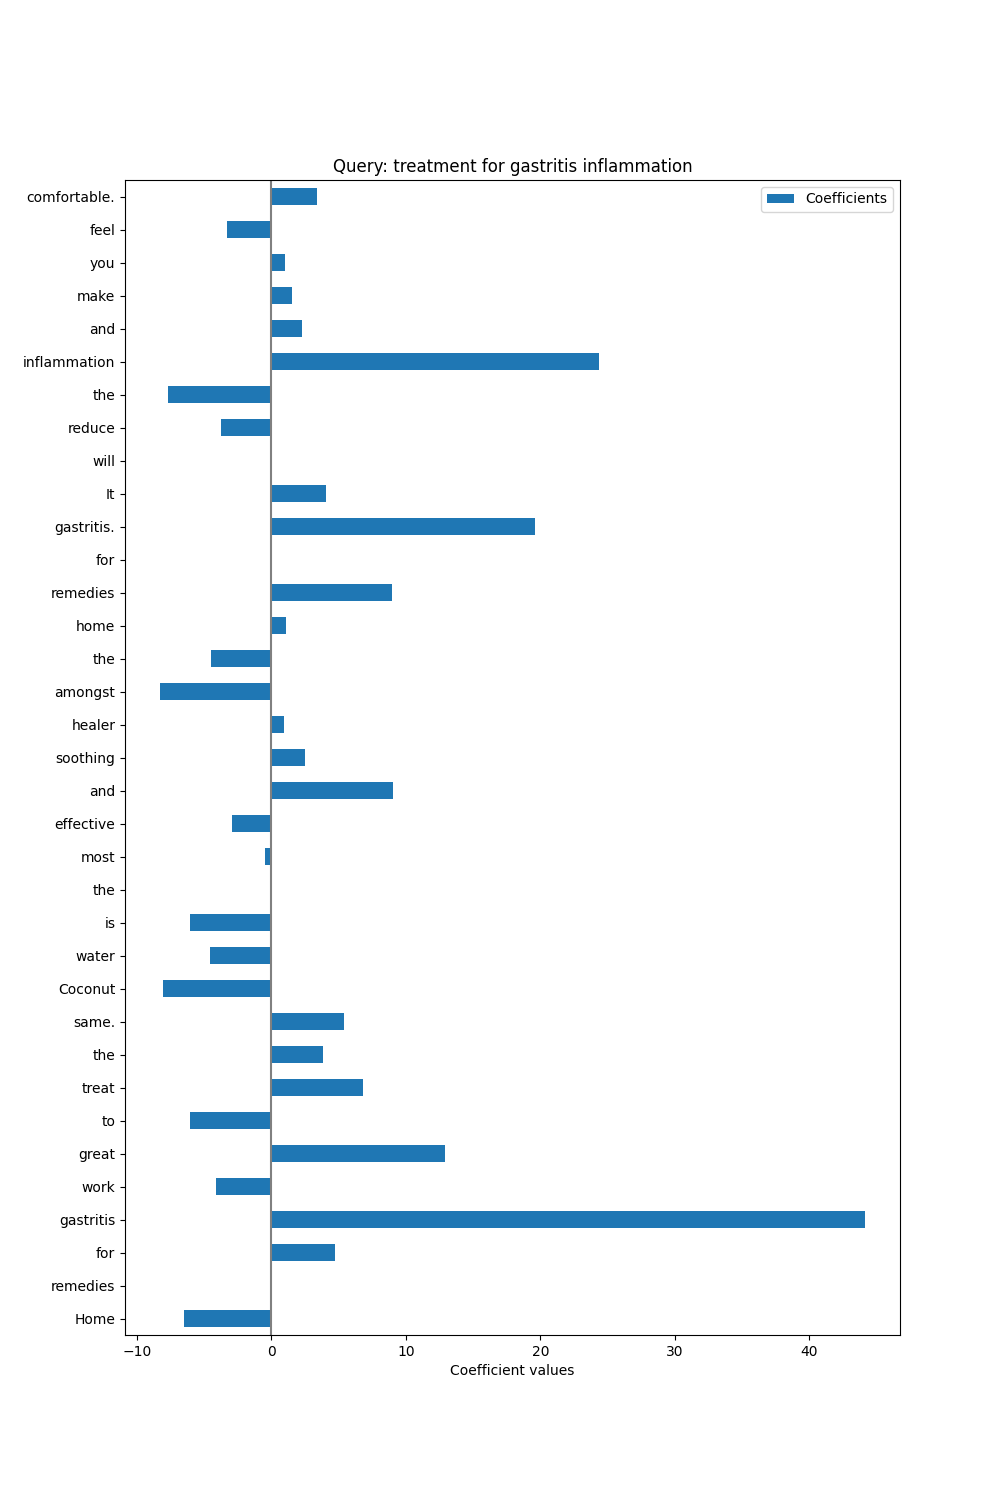 Query: treatment for gastritis inflammation
Coefficients
comfortable.
feel
you
make
and
inflammation
the
reduce
will
It
gastritis.
for
remedies
home
the
amongst
healer
soothing
and
effective
most
the
is
water
Coconut
same.
the
treat
to
great
work
gastritis
for
remedies
Home
−10 0 10 20 30 40
Coefficient values